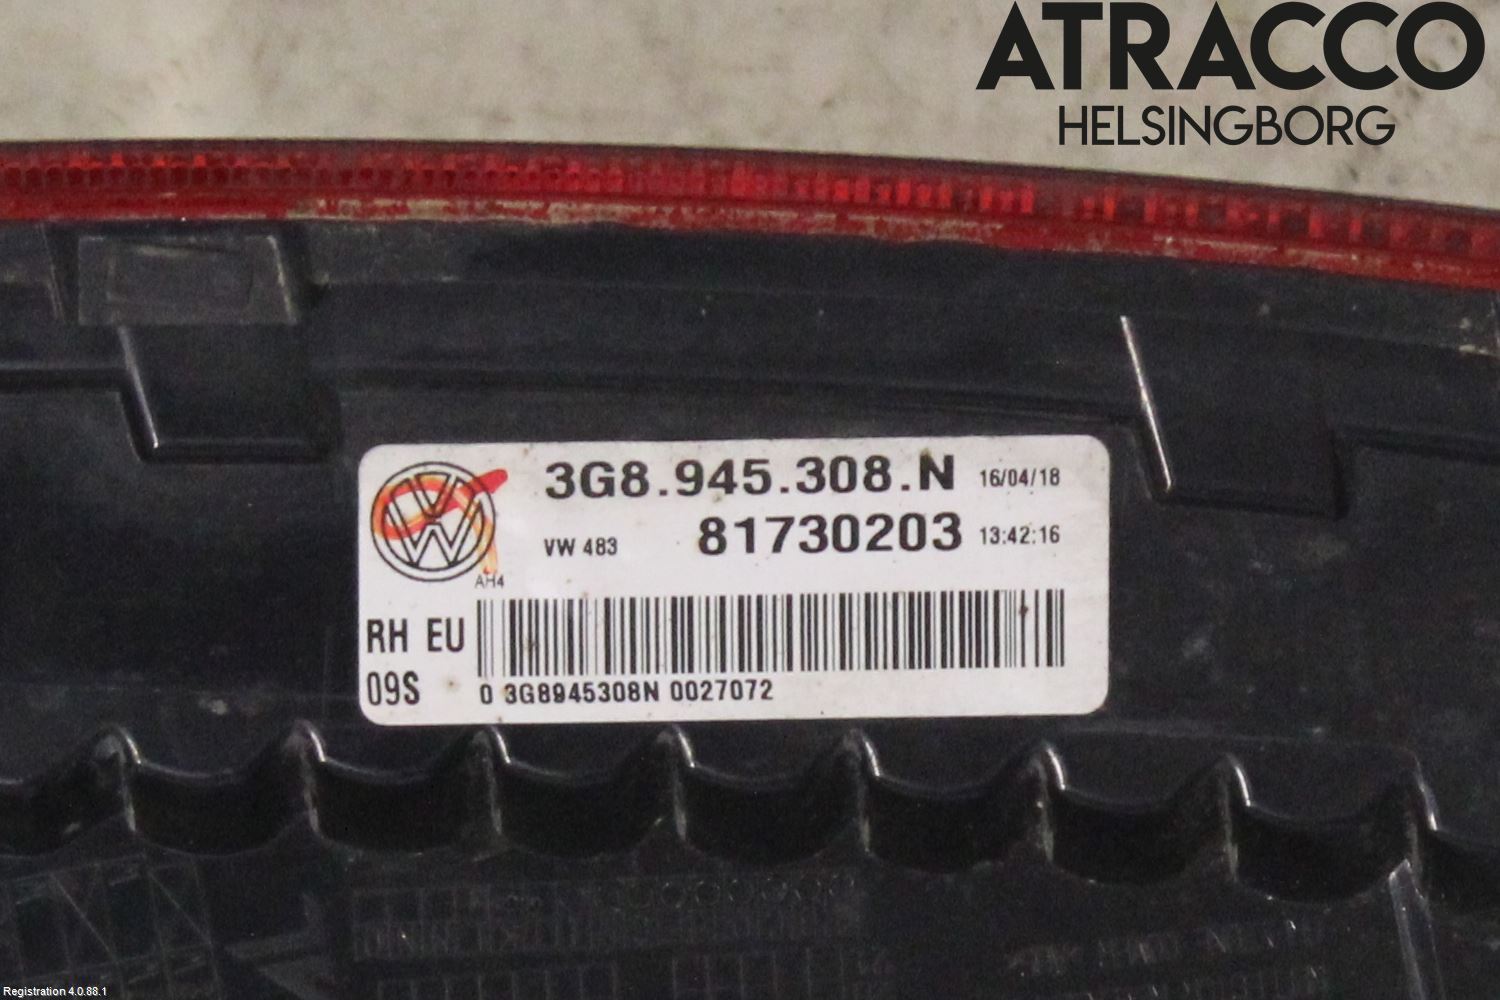 ATRACCO
HELSINGBORG
3G8.945.308.N 16/04/18
VW 483 81730203 13:42:16
AH4
RH EU
09S
0 3G8945308N 0027072
Registration 4.0.88.1